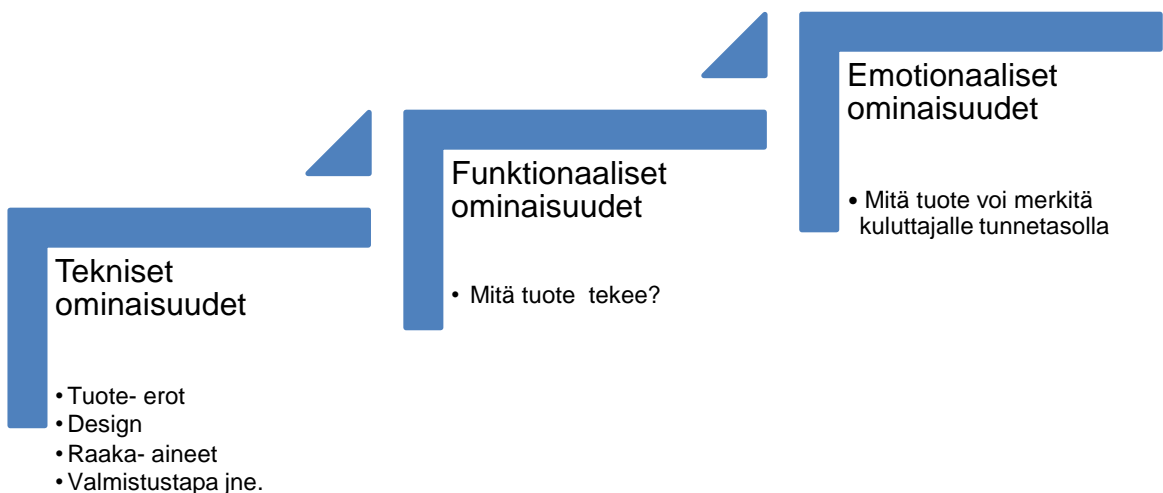 Tekniset
ominaisuudet
• Tuote- erot
• Design
• Raaka- aineet
• Valmistustapa jne.
Funktionaaliset
ominaisuudet
• Mitä tuote tekee?
Emotionaaliset
ominaisuudet
• Mitä tuote voi merkitä
kuluttajalle tunnetasolla